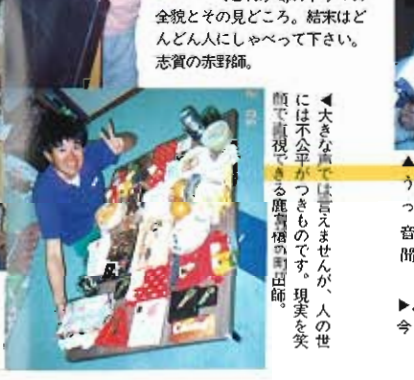 全貌とその見どころ。結末はど
んどん人にしゃべって下さい。
志賀の赤野師。
◀大きな声では言えませんが、人の世
には不公平がつきものです。現実を笑
顔で直視できる鹿高橋の町田師。
▲
う
っ
音
間
▶
今